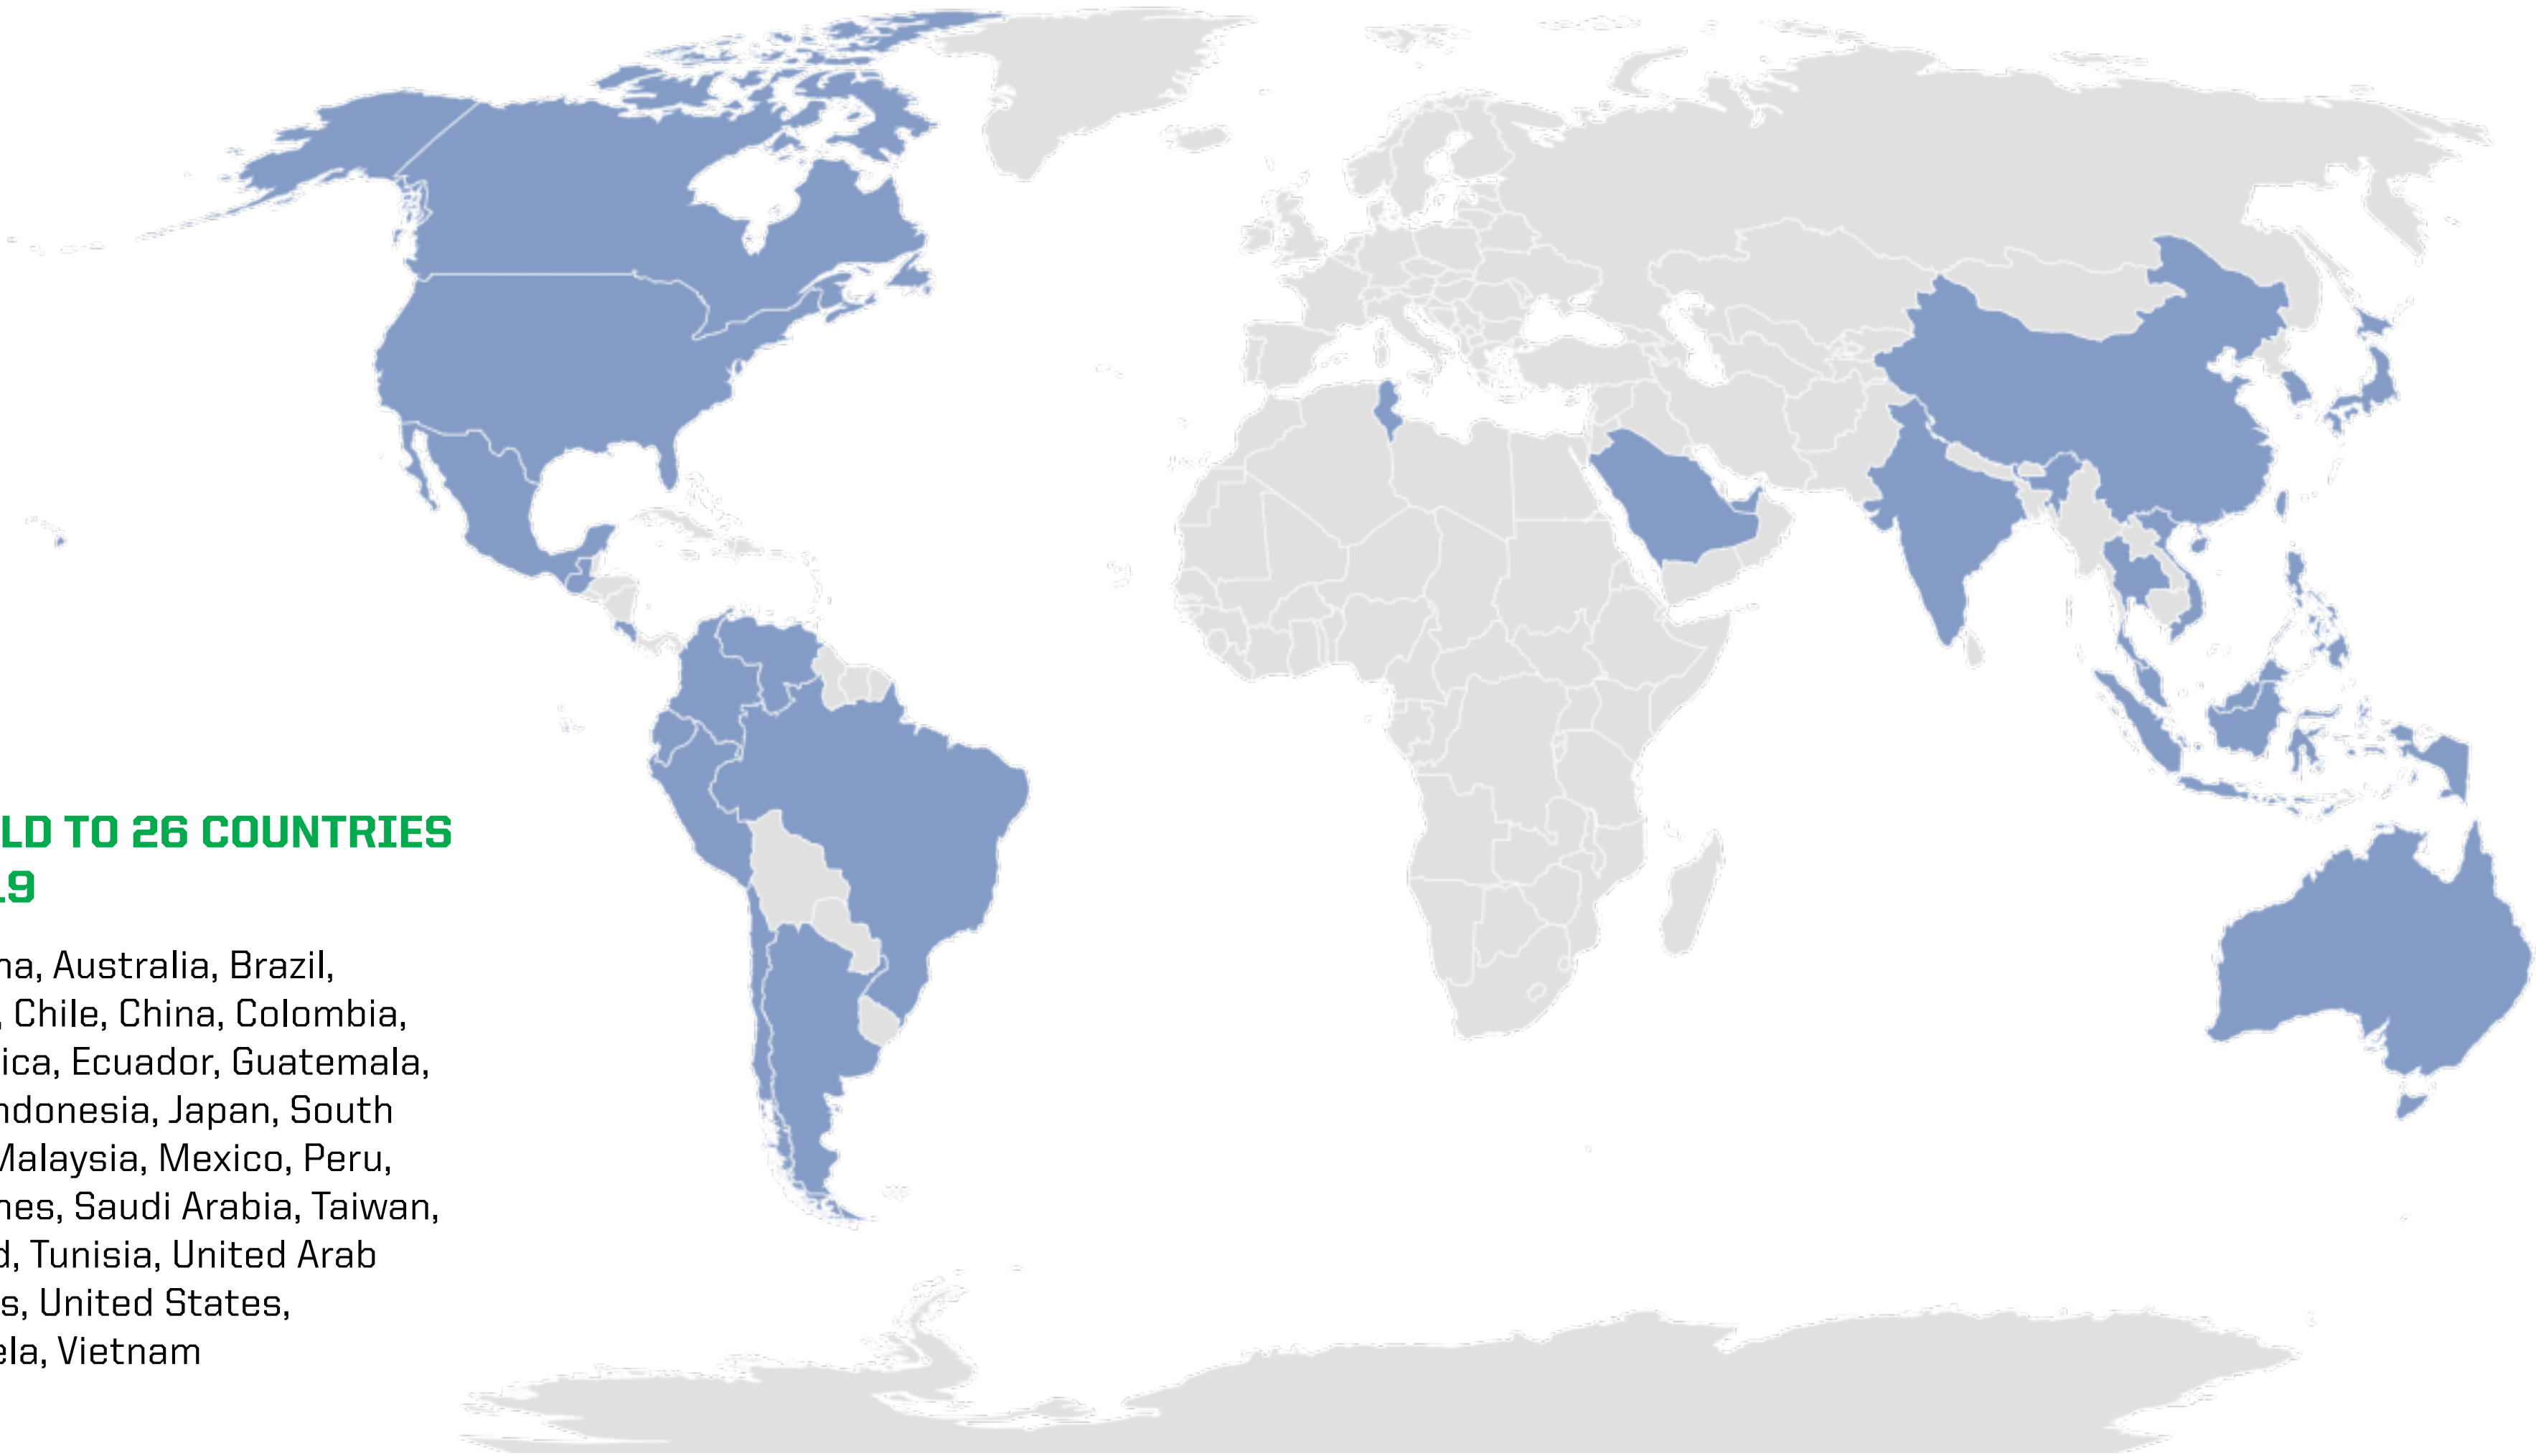 LD TO 26 COUNTRIES
19
na, Australia, Brazil,
, Chile, China, Colombia,
ica, Ecuador, Guatemala,
ndonesia, Japan, South
Malaysia, Mexico, Peru,
nes, Saudi Arabia, Taiwan,
d, Tunisia, United Arab
s, United States,
ela, Vietnam